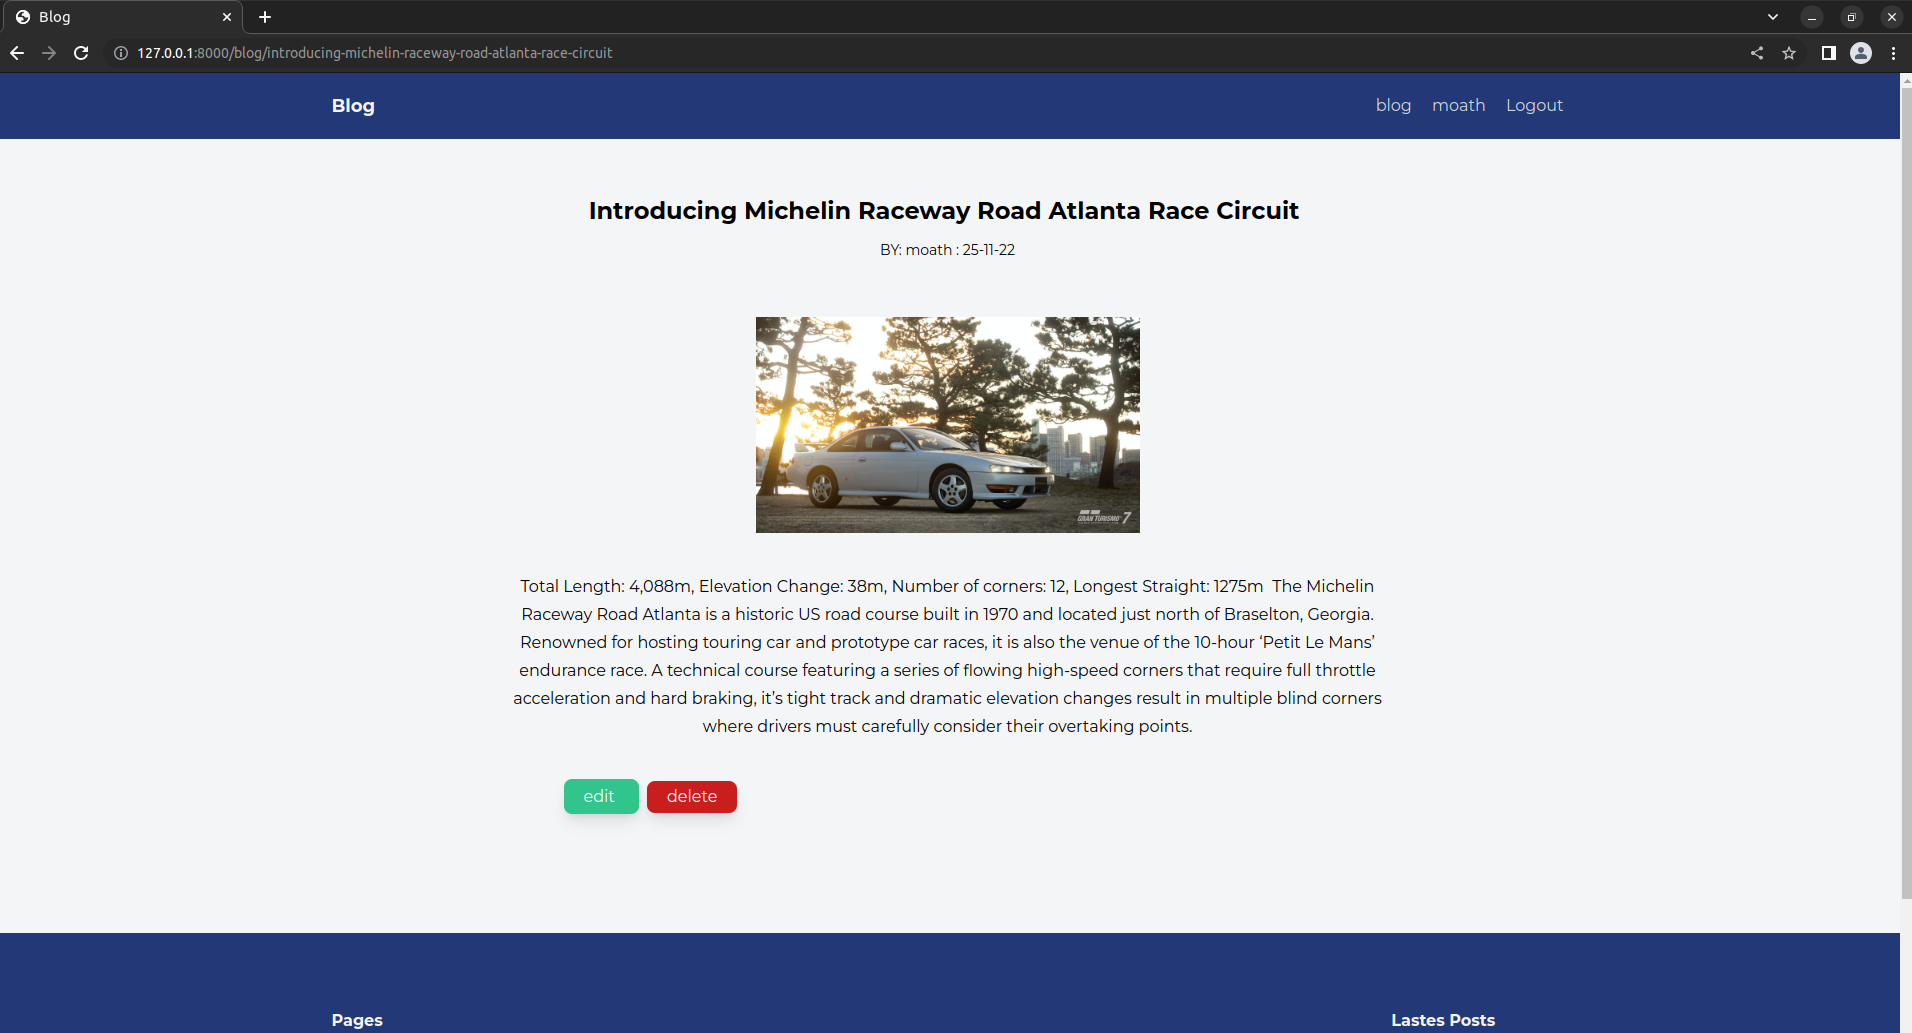 Blog
127.0.0.1:8000/blog/introducing-michelin-raceway-road-atlanta-race-circuit
Blog
blog moath Logout
Introducing Michelin Raceway Road Atlanta Race Circuit
BY: moath : 25-11-22
GRAN TURISMO 7
Total Length: 4,088m, Elevation Change: 38m, Number of corners: 12, Longest Straight: 1275m  The Michelin
Raceway Road Atlanta is a historic US road course built in 1970 and located just north of Braselton, Georgia.
Renowned for hosting touring car and prototype car races, it is also the venue of the 10-hour ‘Petit Le Mans’
endurance race. A technical course featuring a series of flowing high-speed corners that require full throttle
acceleration and hard braking, it’s tight track and dramatic elevation changes result in multiple blind corners
where drivers must carefully consider their overtaking points.
edit delete
Pages
Lastes Posts